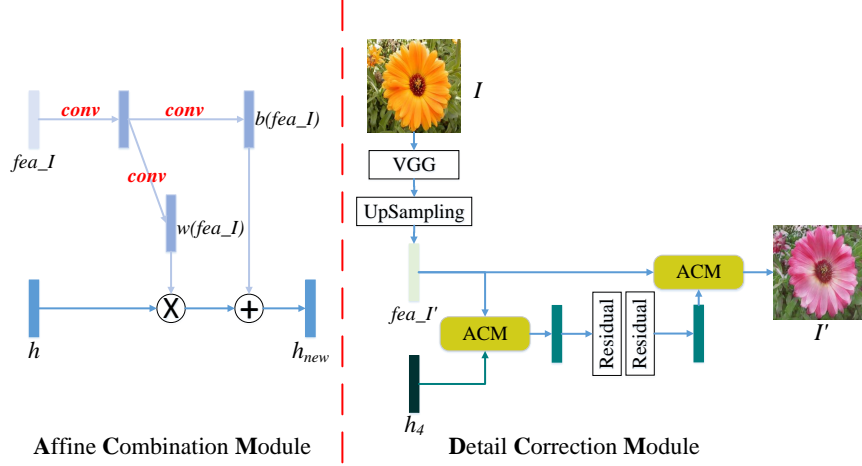 conv
conv
b(fea_I)
fea_I
conv
w(fea_I)
X
+
h
h_new
Affine Combination Module
I
VGG
UpSampling
fea_I'
ACM
ACM
Residual
Residual
h_4
I'
Detail Correction Module